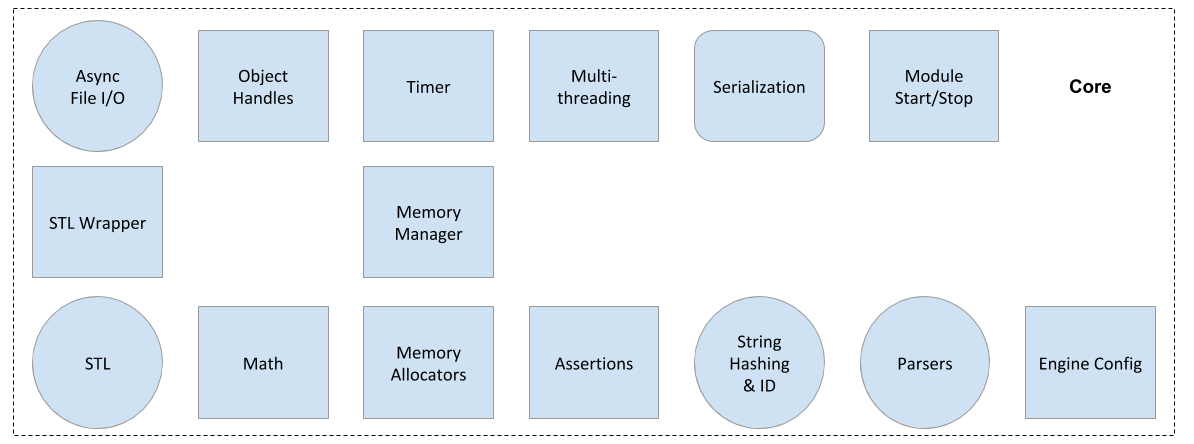 Async
File I/O
Object
Handles
Timer
Multi-
threading
Serialization
Module
Start/Stop
Core
STL Wrapper
Memory
Manager
STL
Math
Memory
Allocators
Assertions
String
Hashing
& ID
Parsers
Engine Config